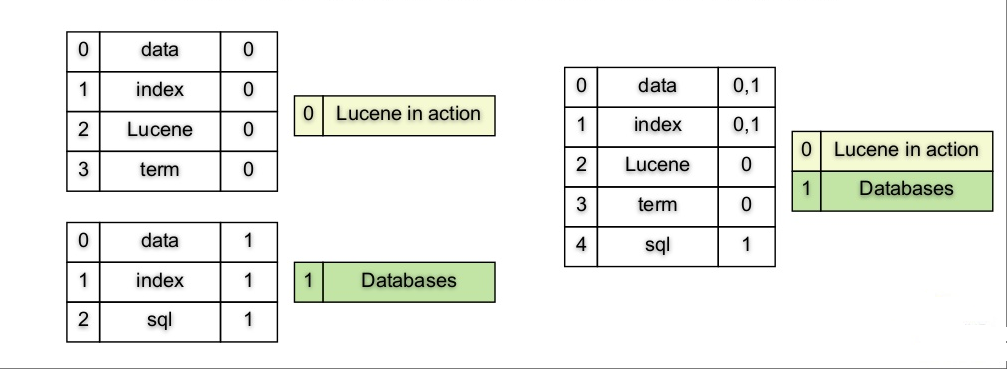 0 data 0
1 index 0
2 Lucene 0
3 term 0
0 Lucene in action
0 data 1
1 index 1
2 sql 1
1 Databases
0 data 0,1
1 index 0,1
2 Lucene 0
3 term 0
4 sql 1
0 Lucene in action
1 Databases